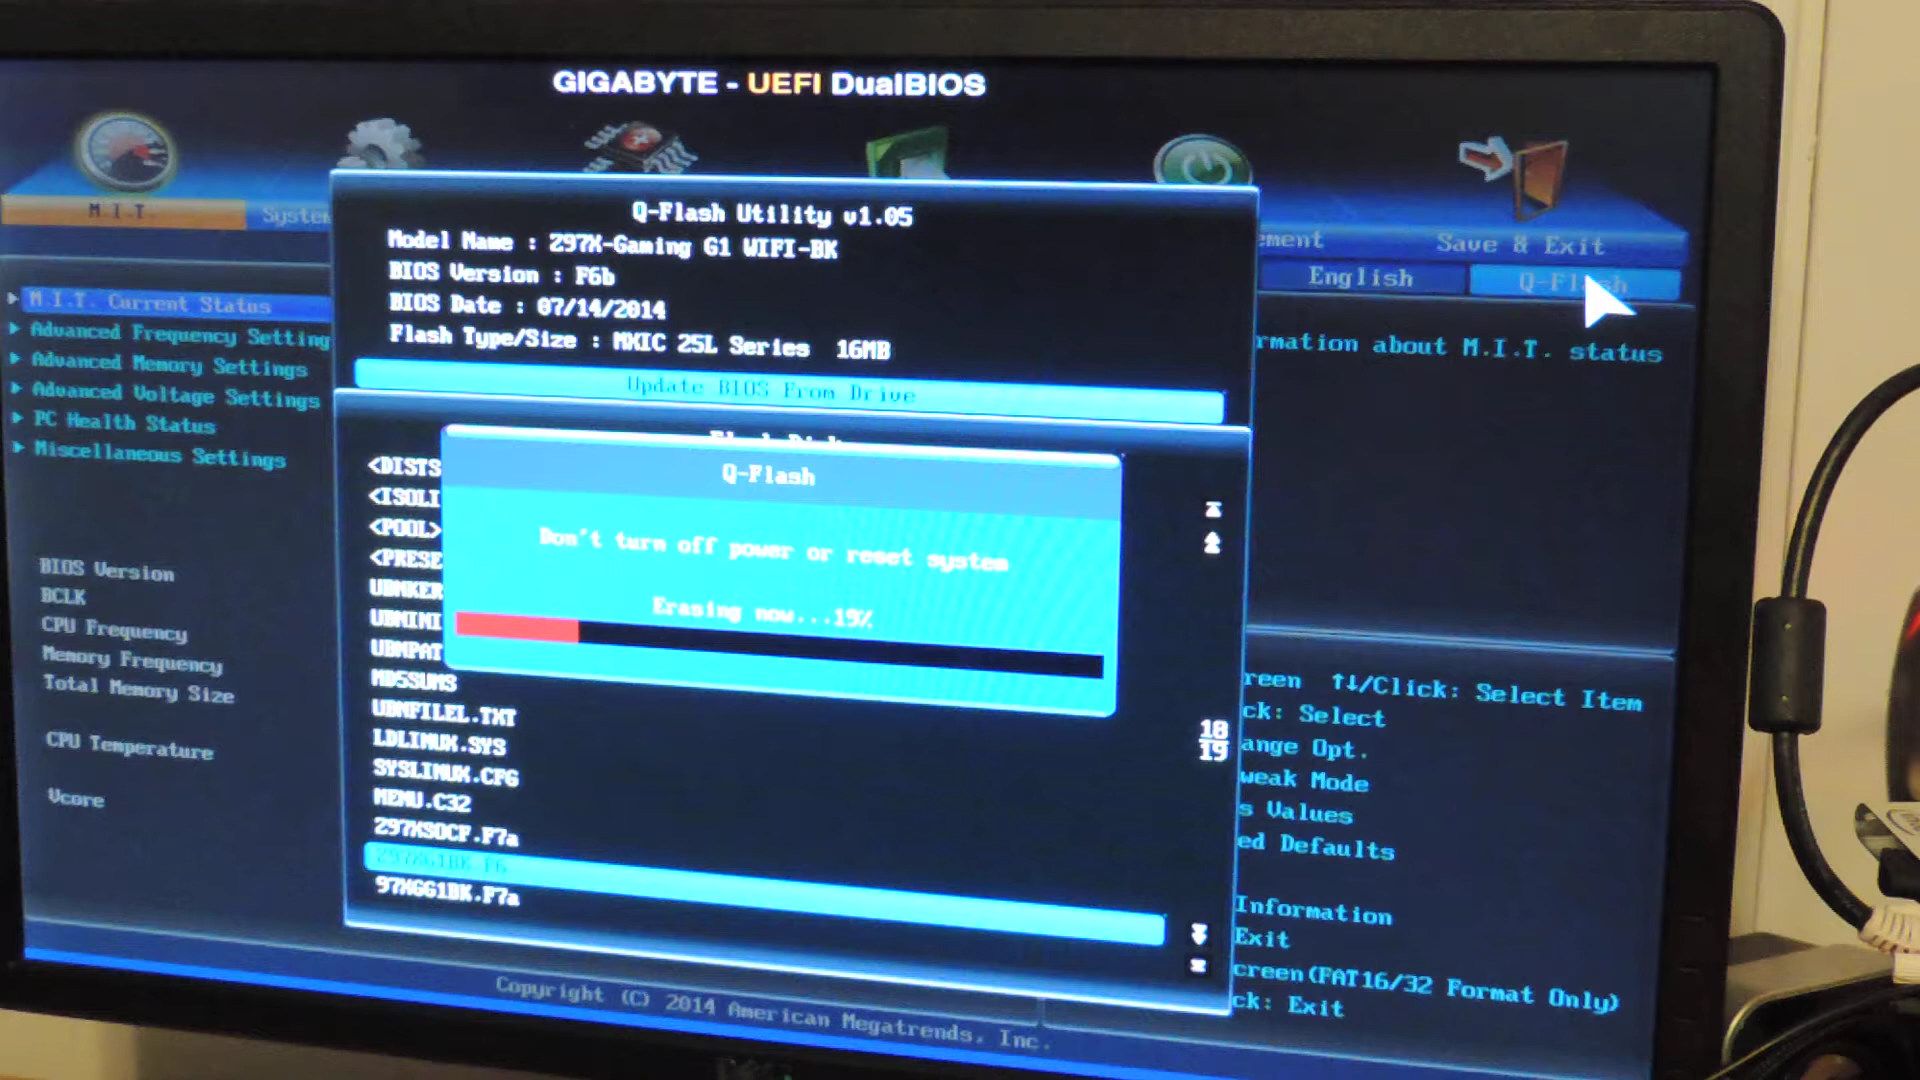 GIGABYTE - UEFI DualBIOS
M.I.T.
System
ement
Save & Exit
English
Q-Flash
Q-Flash Utility v1.05
Model Name : Z97X-Gaming G1 WIFI-BK
BIOS Version : F6b
BIOS Date : 07/14/2014
Flash Type/Size : MXIC 25L Series 16MB
Update BIOS From Drive
M.I.T. Current Status
Advanced Frequency Setting
Advanced Memory Settings
Advanced Voltage Settings
PC Health Status
Miscellaneous Settings
rmation about M.I.T. status
Q-Flash
Don't turn off power or reset system
Erasing now...19%
<DISTS
<ISOLI
<POOL>
<PRESE
UBNKER
UBNINI
UBNPAT
MD5SUMS
UBNFILEL.TXT
LDLINUX.SYS
SYSLINUX.CFG
MENU.C32
Z97XSOCF.F7a
Z97XG1BK.F6
97XGG1BK.F7a
18
19
BIOS Version
BCLK
CPU Frequency
Memory Frequency
Total Memory Size
CPU Temperature
Vcore
reen ↑↓/Click: Select Item
ck: Select
ange Opt.
weak Mode
s Values
ed Defaults
Information
Exit
creen(FAT16/32 Format Only)
ck: Exit
Copyright (C) 2014 American Megatrends, Inc.